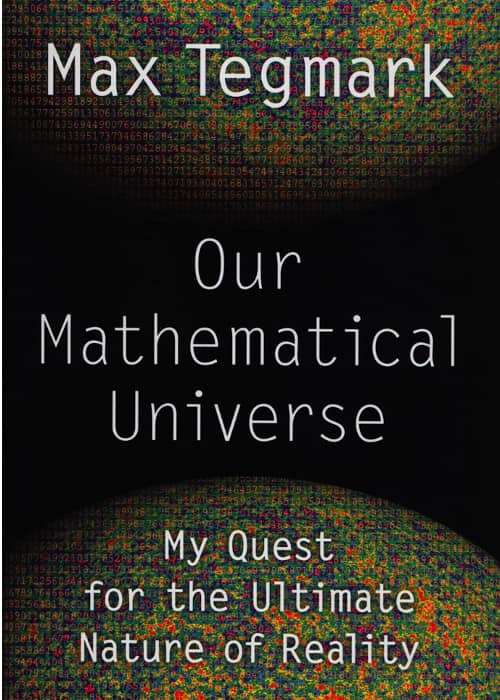 Max Tegmark
Our
Mathematical
Universe
My Quest
for the Ultimate
Nature of Reality